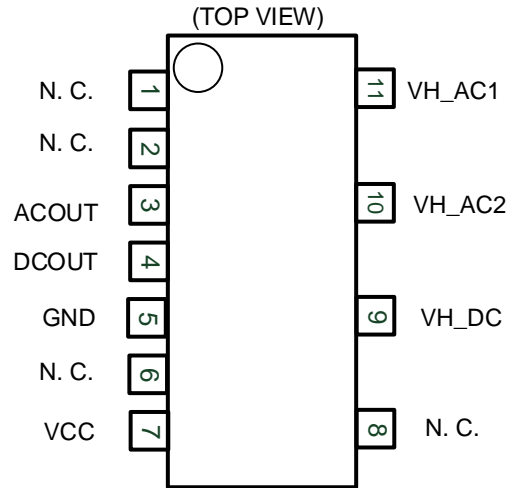 (TOP VIEW)
N. C. 1 11 VH_AC1
N. C. 2
ACOUT 3 10 VH_AC2
DCOUT 4
GND 5 9 VH_DC
N. C. 6
VCC 7 8 N. C.